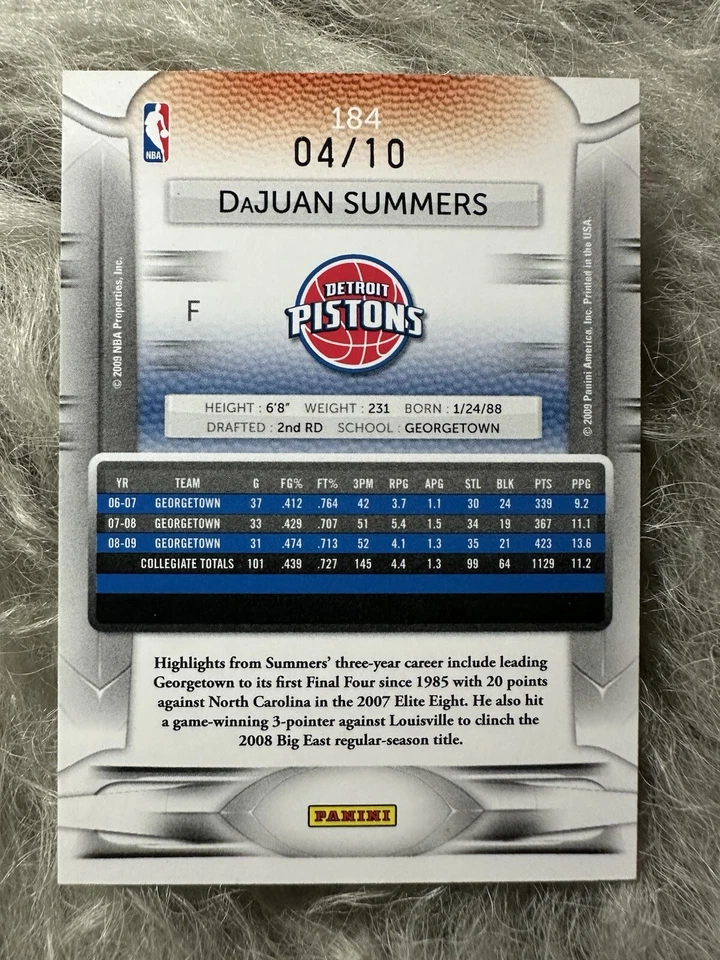 184
04/10
NBA
DaJUAN SUMMERS
© 2009 NBA Properties, Inc.
© 2009 Panini America, Inc. Printed in the USA.
F
DETROIT
PISTONS
HEIGHT : 6'8" WEIGHT : 231 BORN : 1/24/88
DRAFTED : 2nd RD SCHOOL : GEORGETOWN
YR TEAM G FG% FT% 3PM RPG APG STL BLK PTS PPG
06-07 GEORGETOWN 37 .412 .764 42 3.7 1.1 30 24 339 9.2
07-08 GEORGETOWN 33 .429 .707 51 5.4 1.5 34 19 367 11.1
08-09 GEORGETOWN 31 .474 .713 52 4.1 1.3 35 21 423 13.6
COLLEGIATE TOTALS 101 .439 .727 145 4.4 1.3 99 64 1129 11.2
Highlights from Summers' three-year career include leading
Georgetown to its first Final Four since 1985 with 20 points
against North Carolina in the 2007 Elite Eight. He also hit
a game-winning 3-pointer against Louisville to clinch the
2008 Big East regular-season title.
PANINI